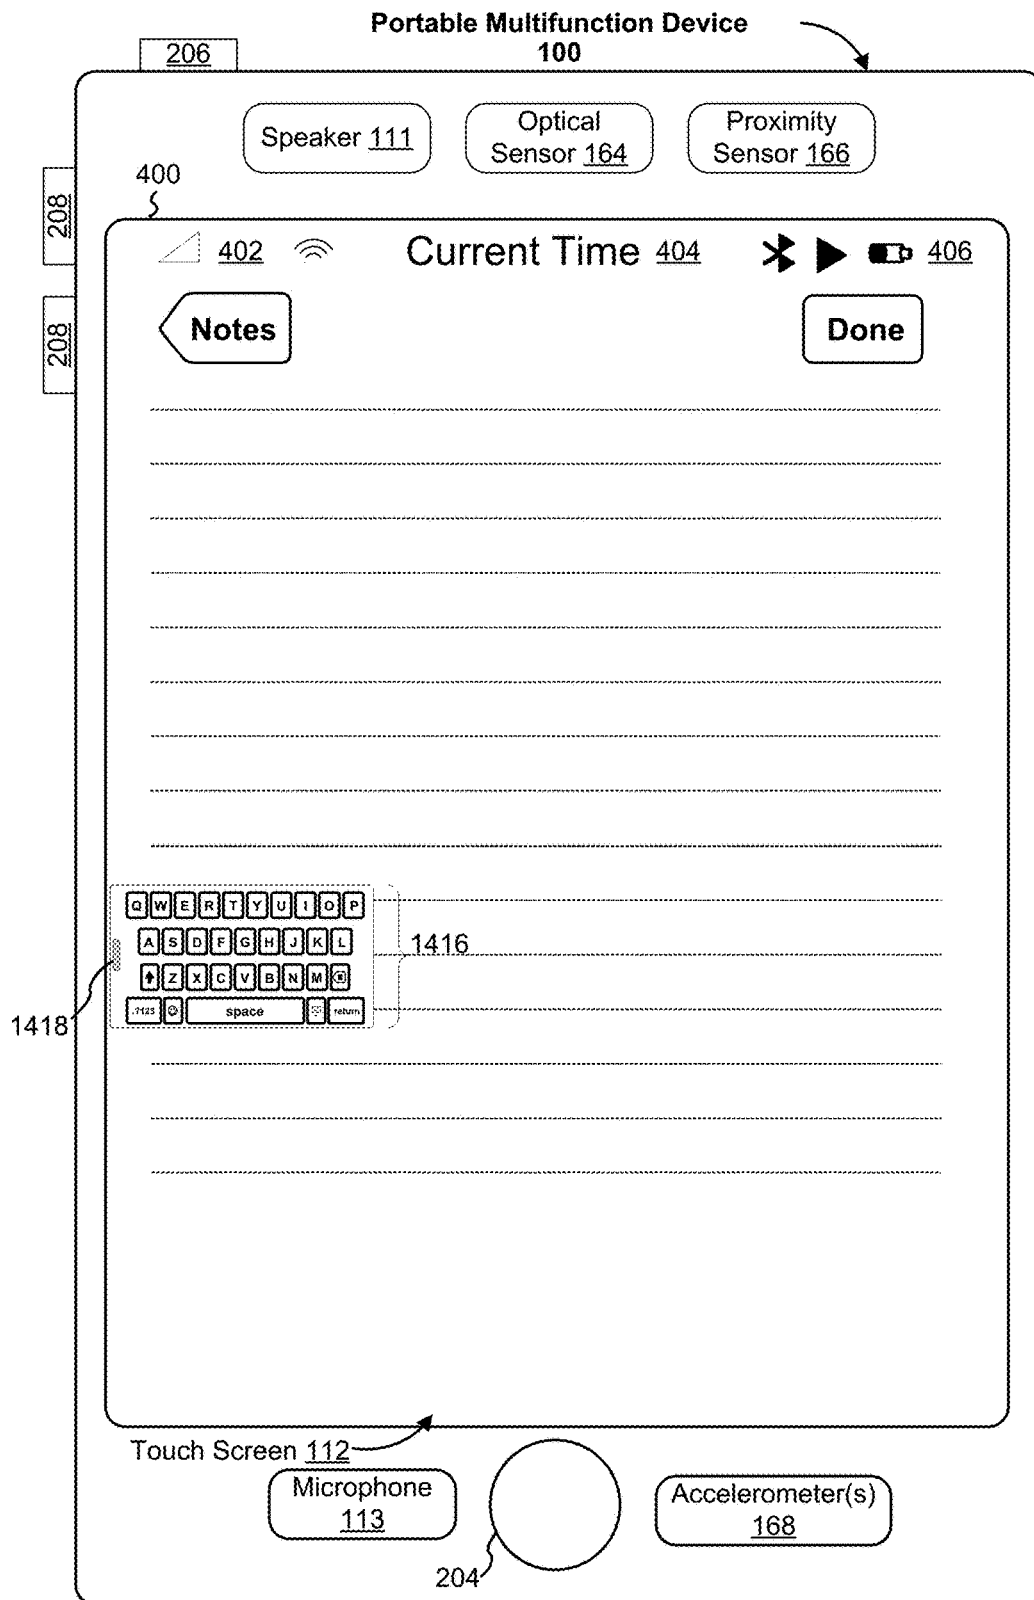 Portable Multifunction Device
100
206
Speaker 111
Optical
Sensor 164
Proximity
Sensor 166
208
400
402
Current Time 404
406
208
Notes
Done
Q W E R T Y U I O P
A S D F G H J K L
1416
Z X C V B N M
1418
.?123
space
return
Touch Screen 112
Microphone
113
Accelerometer(s)
168
204